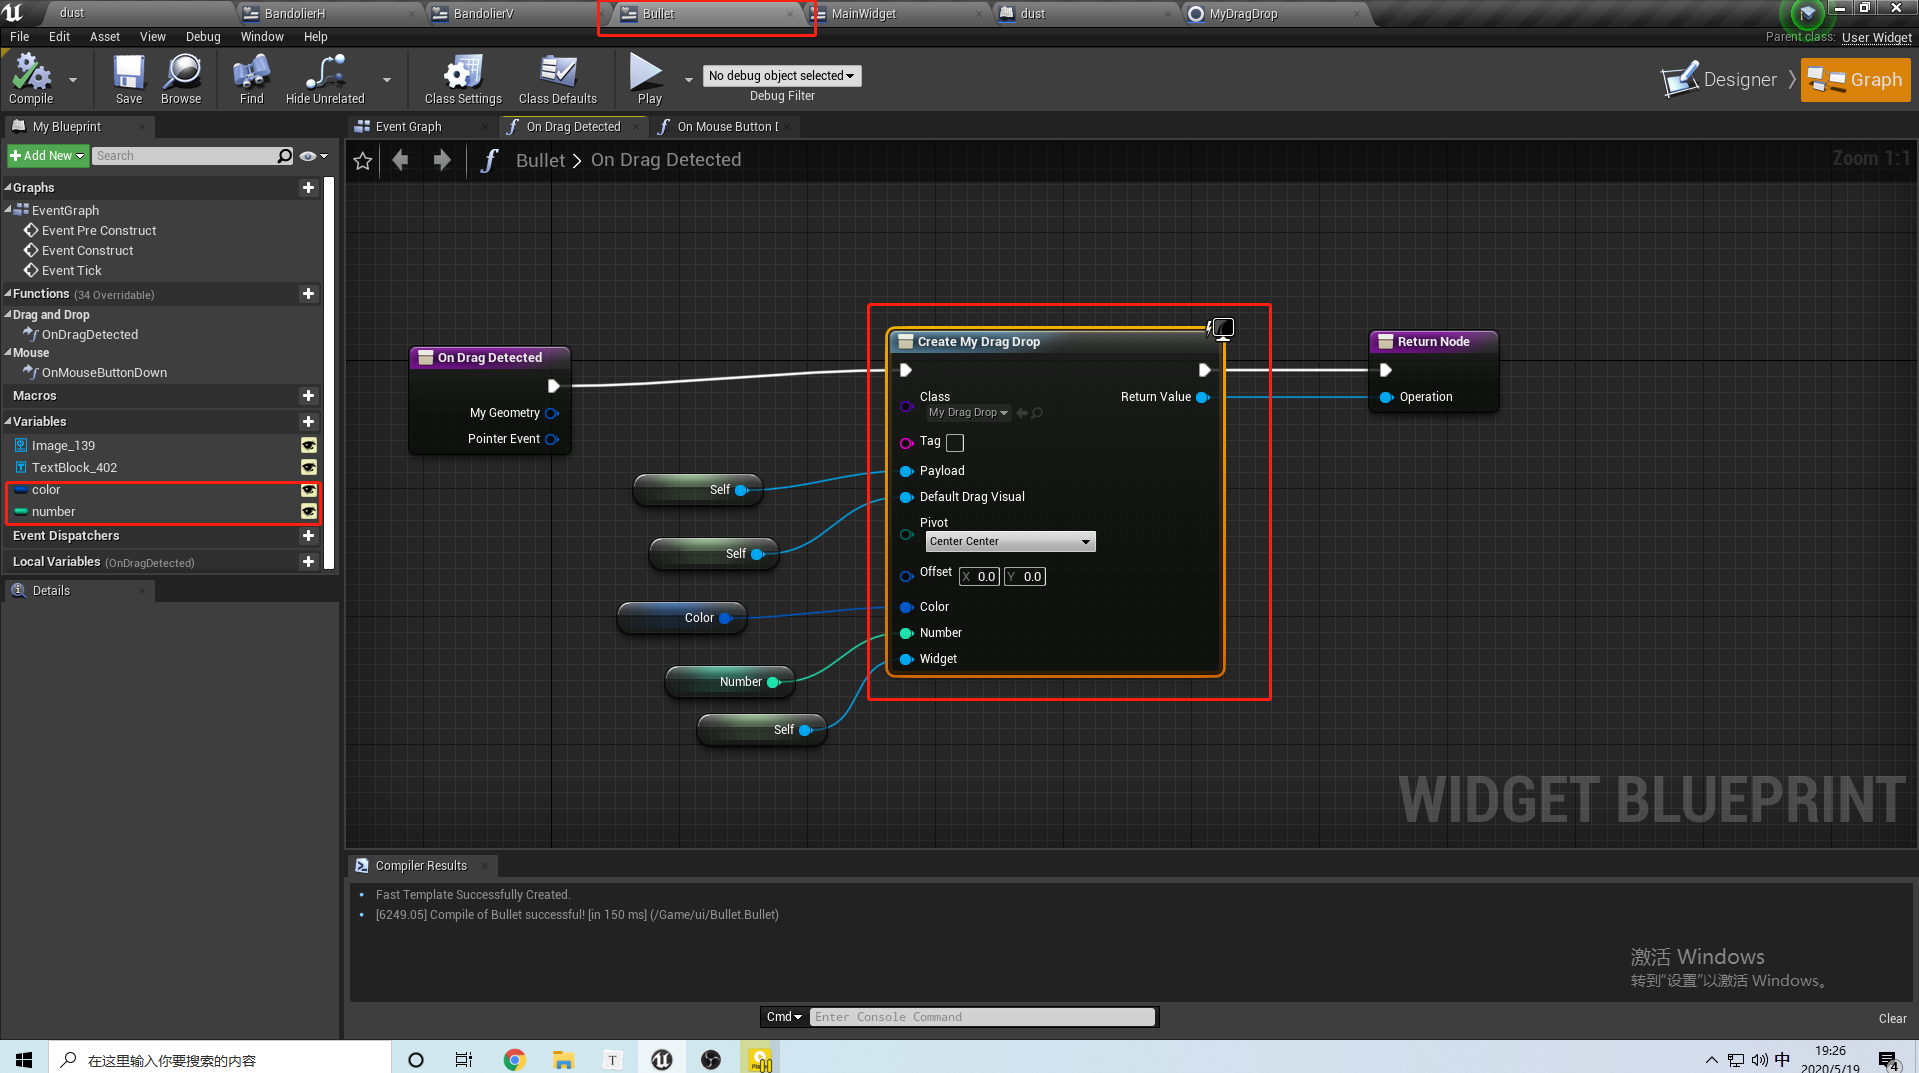 dust
BandolierH
BandolierV
Bullet
MainWidget
dust
MyDragDrop
File Edit Asset View Debug Window Help
Parent class: User Widget
Compile
Save
Browse
Find
Hide Unrelated
Class Settings
Class Defaults
Play
No debug object selected
Debug Filter
Designer
Graph
My Blueprint
Event Graph
On Drag Detected
On Mouse Button D
Add New
Search
Bullet > On Drag Detected
Zoom 1:1
Graphs
EventGraph
Event Pre Construct
Event Construct
Event Tick
Functions (34 Overridable)
Drag and Drop
OnDragDetected
Mouse
OnMouseButtonDown
Macros
Variables
Image_139
TextBlock_402
color
number
Event Dispatchers
Local Variables (OnDragDetected)
Details
On Drag Detected
My Geometry
Pointer Event
Self
Self
Color
Number
Self
Create My Drag Drop
Class
My Drag Drop
Return Value
Tag
Payload
Default Drag Visual
Pivot
Center Center
Offset X 0.0 Y 0.0
Color
Number
Widget
Return Node
Operation
WIDGET BLUEPRINT
Compiler Results
Fast Template Successfully Created.
[6249.05] Compile of Bullet successful! [in 150 ms] (/Game/ui/Bullet.Bullet)
激活 Windows
转到“设置”以激活 Windows。
Cmd
Enter Console Command
Clear
在这里输入你要搜索的内容
T
中
19:26
2020/5/19
4